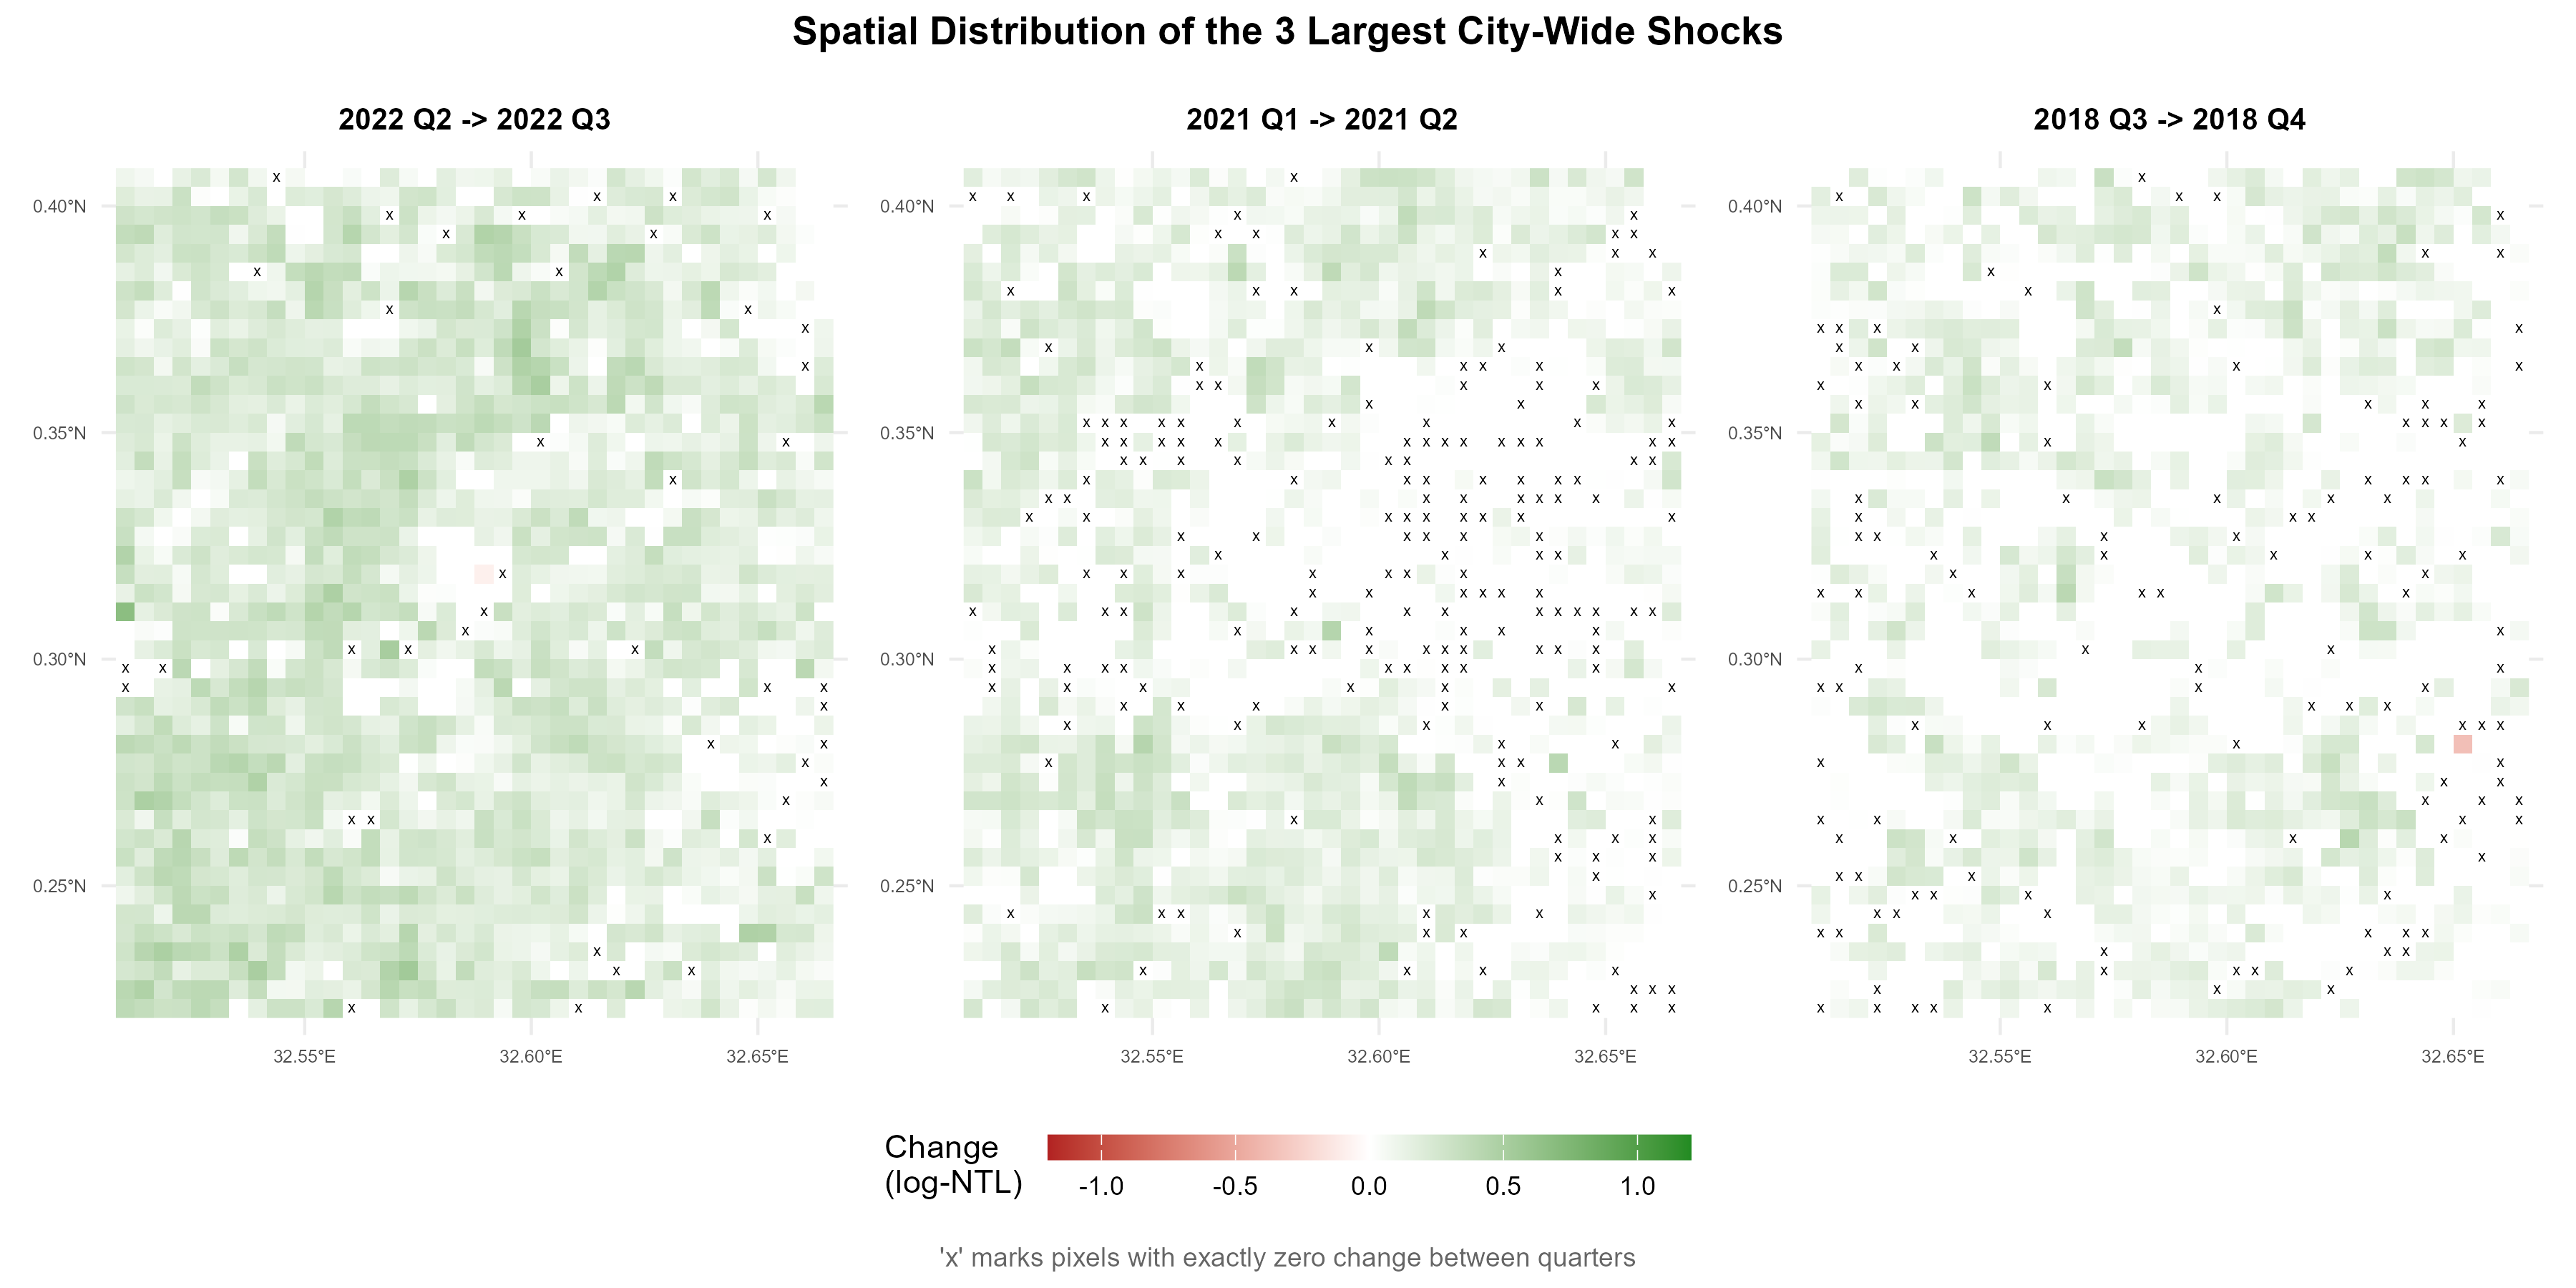 Spatial Distribution of the 3 Largest City-Wide Shocks
2022 Q2 -> 2022 Q3
2021 Q1 -> 2021 Q2
2018 Q3 -> 2018 Q4
0.40°N
0.35°N
0.30°N
0.25°N
32.55°E 32.60°E 32.65°E
0.40°N
0.35°N
0.30°N
0.25°N
32.55°E 32.60°E 32.65°E
0.40°N
0.35°N
0.30°N
0.25°N
32.55°E 32.60°E 32.65°E
Change
(log-NTL)
-1.0 -0.5 0.0 0.5 1.0
'x' marks pixels with exactly zero change between quarters